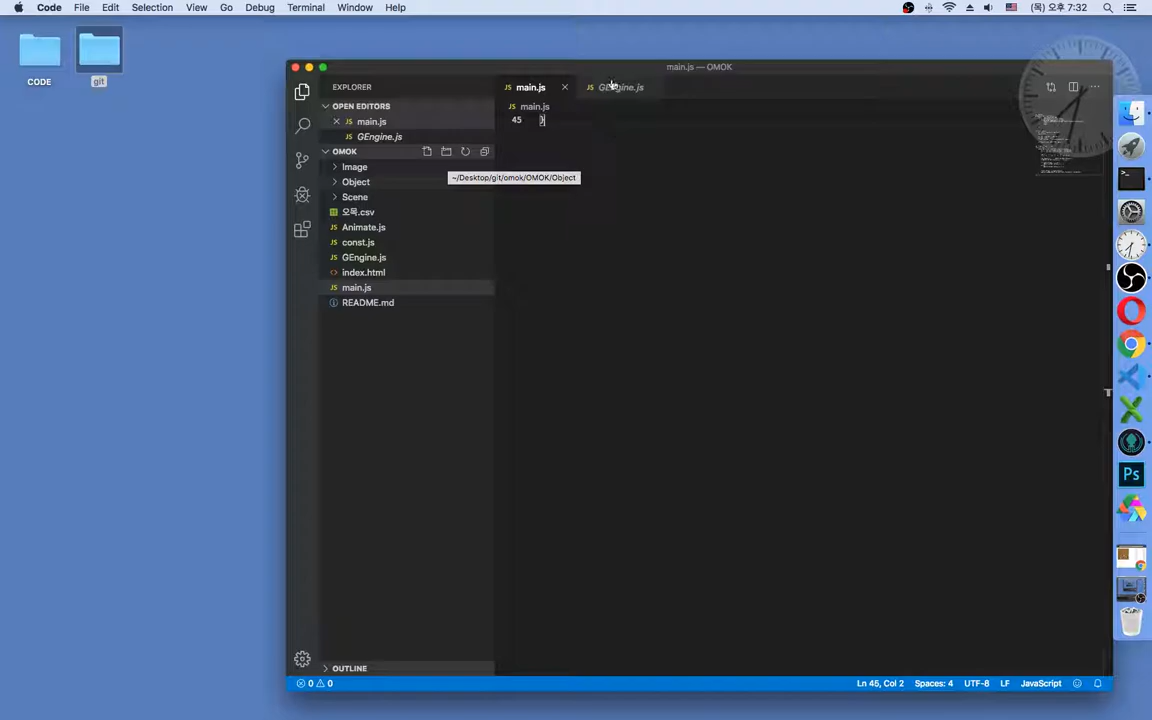 Code File Edit Selection View Go Debug Terminal Window Help (목) 오후 7:32
CODE
git
main.js — OMOK
EXPLORER
OPEN EDITORS
main.js
GEngine.js
OMOK
Image
Object
Scene
오목.csv
Animate.js
const.js
GEngine.js
index.html
main.js
README.md
OUTLINE
main.js
GEngine.js
main.js
45 }
~/Desktop/git/omok/OMOK/Object
0 0
Ln 45, Col 2 Spaces: 4 UTF-8 LF JavaScript
Ps